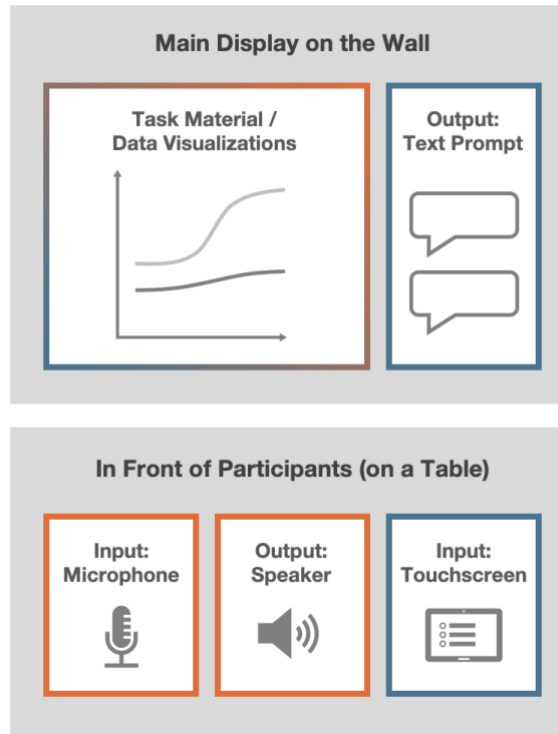 Main Display on the Wall
Task Material /
Data Visualizations
Output:
Text Prompt
In Front of Participants (on a Table)
Input:
Microphone
Output:
Speaker
Input:
Touchscreen